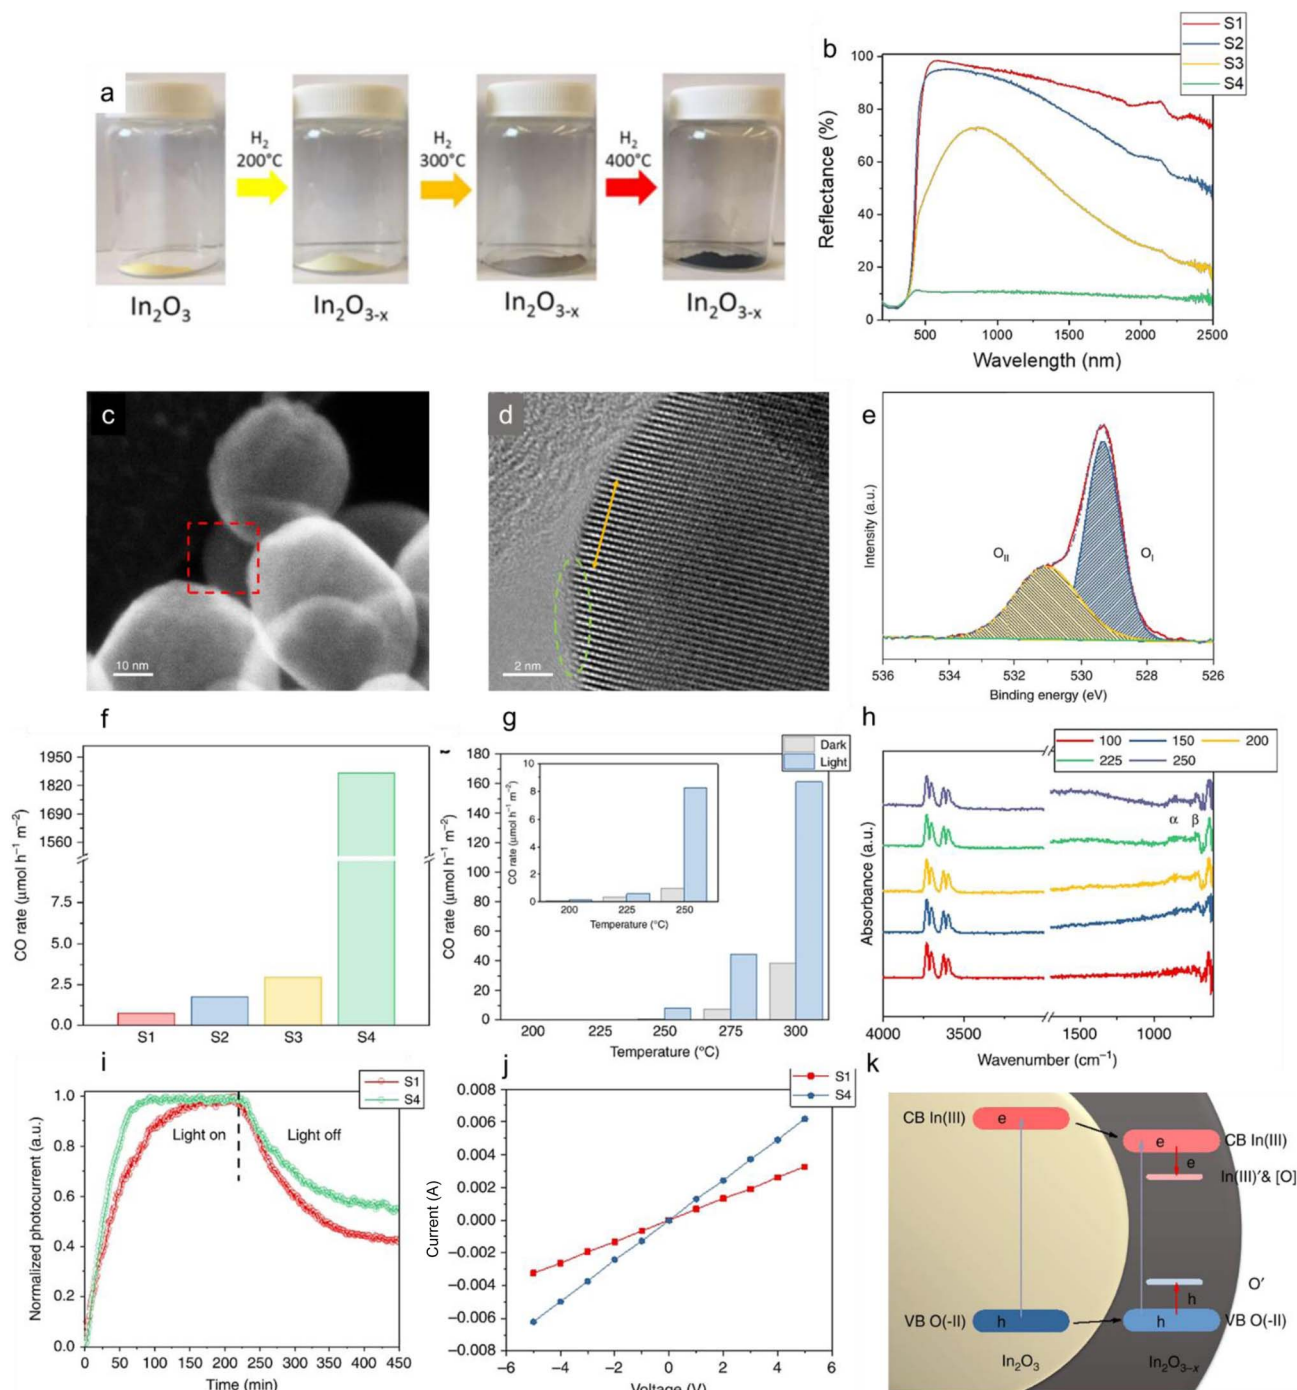 a
H2
200°C
H2
300°C
H2
400°C
In2O3
In2O3-x
In2O3-x
In2O3-x
b
S1
S2
S3
S4
Reflectance (%)
100
80
60
40
20
0
500
1000
1500
2000
2500
Wavelength (nm)
c
10 nm
d
2 nm
e
Intensity (a.u.)
OII
OI
536
534
532
530
528
526
Binding energy (eV)
f
CO rate (μmol h−1 m−2)
1950
1820
1690
1560
7.5
5.0
2.5
0.0
S1
S2
S3
S4
g
Dark
Light
CO rate (μmol h−1 m−2)
180
160
140
120
100
80
60
40
20
0
200
225
250
275
300
Temperature (°C)
CO rate (μmol h−1 m−2)
10
8
6
4
2
0
200
225
250
Temperature (°C)
h
100
150
200
225
250
Absorbance (a.u.)
α
β
4000
3500
1500
1000
Wavenumber (cm−1)
i
S1
S4
Normalized photocurrent (a.u.)
1.0
0.8
0.6
0.4
0.2
0.0
Light on
Light off
0
50
100
150
200
250
300
350
400
450
Time (min)
j
S1
S4
Current (A)
0.008
0.006
0.004
0.002
0.000
−0.002
−0.004
−0.006
−0.008
−6
−4
−2
0
2
4
6
Voltage (V)
k
CB In(III)
e
e
CB In(III)
e
In(III)′& [O]
O′
h
VB O(-II)
h
h
VB O(-II)
In2O3
In2O3−x